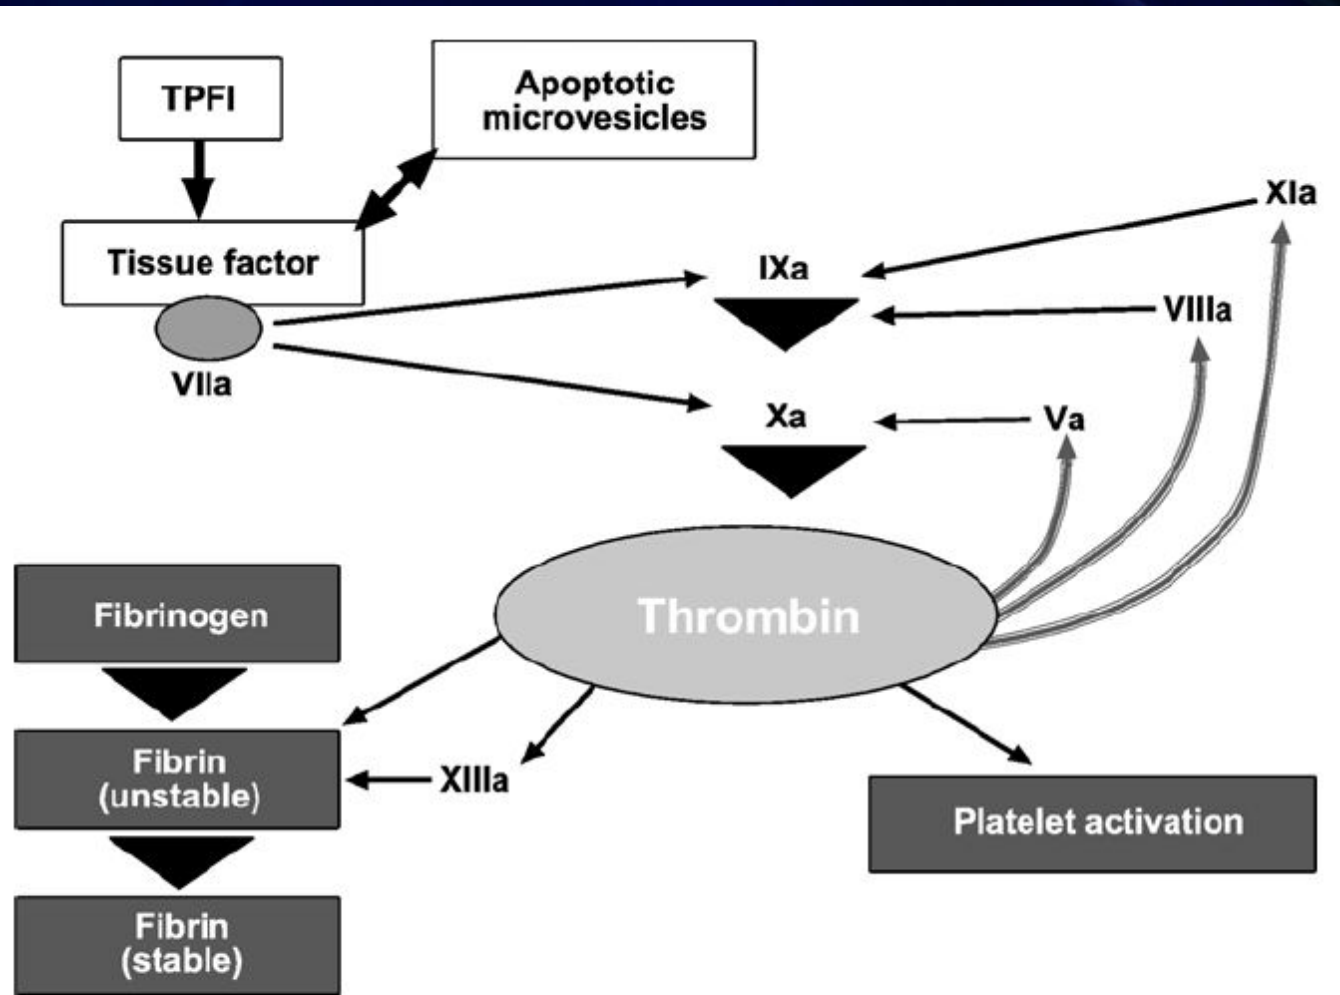 TPFI
Apoptotic
microvesicles
XIa
Tissue factor
IXa
VIIIa
VIIa
Xa
Va
Thrombin
Fibrinogen
Fibrin
(unstable)
XIIIa
Platelet activation
Fibrin
(stable)